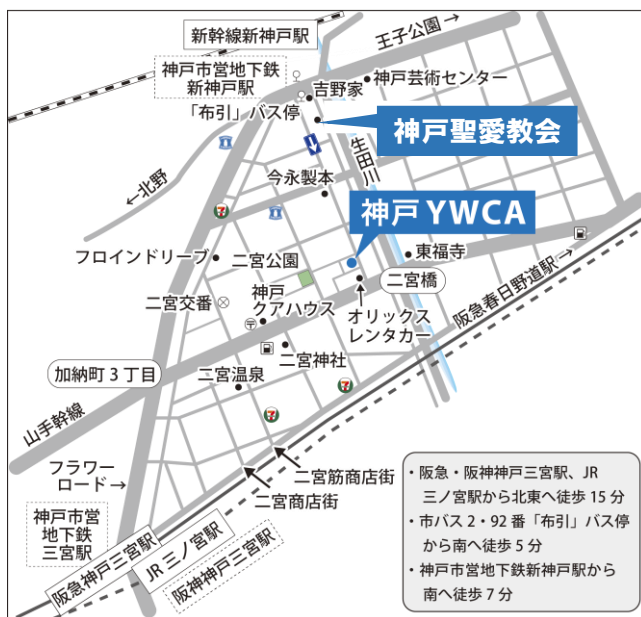 新幹線新神戸駅
王子公園→
神戸市営地下鉄
新神戸駅
神戸芸術センター
吉野家
「布引」バス停
神戸聖愛教会
生田川
←北野
今永製本
神戸 YWCA
7
フロインドリーブ
二宮公園
東福寺
二宮橋
阪急春日野道駅→
二宮交番
神戸
クアハウス
オリックス
レンタカー
加納町 3 丁目
二宮神社
二宮温泉
7
7
山手幹線
フラワー
ロード→
二宮筋商店街
二宮商店街
神戸市営
地下鉄
三宮駅
阪急神戸三宮駅
JR 三ノ宮駅
阪神神戸三宮駅
・阪急・阪神神戸三宮駅、JR
三ノ宮駅から北東へ徒歩 15 分
・市バス 2・92 番「布引」バス停
から南へ徒歩 5 分
・神戸市営地下鉄新神戸駅から
南へ徒歩 7 分